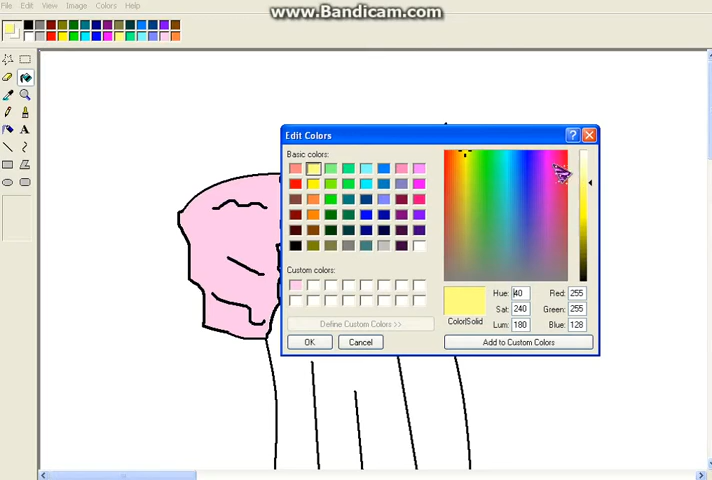 www.Bandicam.com
File Edit View Image Colors Help
A
Edit Colors
Basic colors:
Custom colors:
Define Custom Colors >>
OK
Cancel
Hue: 40
Sat: 240
Lum: 180
Red: 255
Green: 255
Blue: 128
Color|Solid
Add to Custom Colors